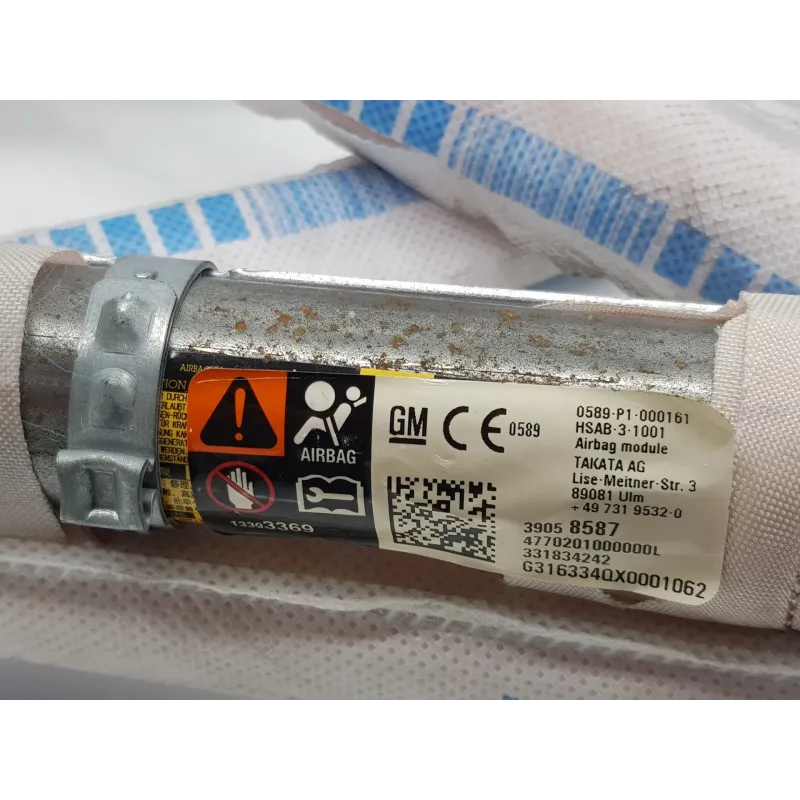 AIRBAG
GM CE 0589
13393369
0589-P1-000161
HSAB-3-1001
Airbag module
TAKATA AG
Lise-Meitner-Str. 3
89081 Ulm
+49 731 9532-0
3905 8587
4770201000000L
331834242
G316334QX0001062